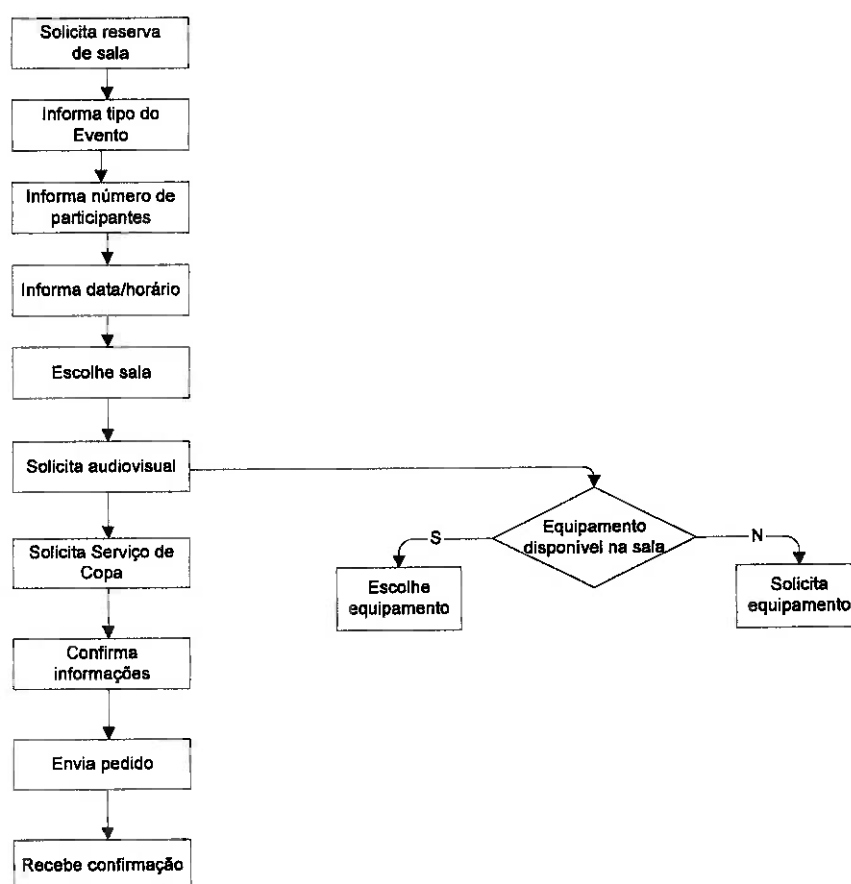 Solicita reserva
de sala
Informa tipo do
Evento
Informa número de
participantes
Informa data/horário
Escolhe sala
Solicita audiovisual
Equipamento
disponível na sala
S
N
Escolhe
equipamento
Solicita
equipamento
Solicita Serviço de
Copa
Confirma
informações
Envia pedido
Recebe confirmação